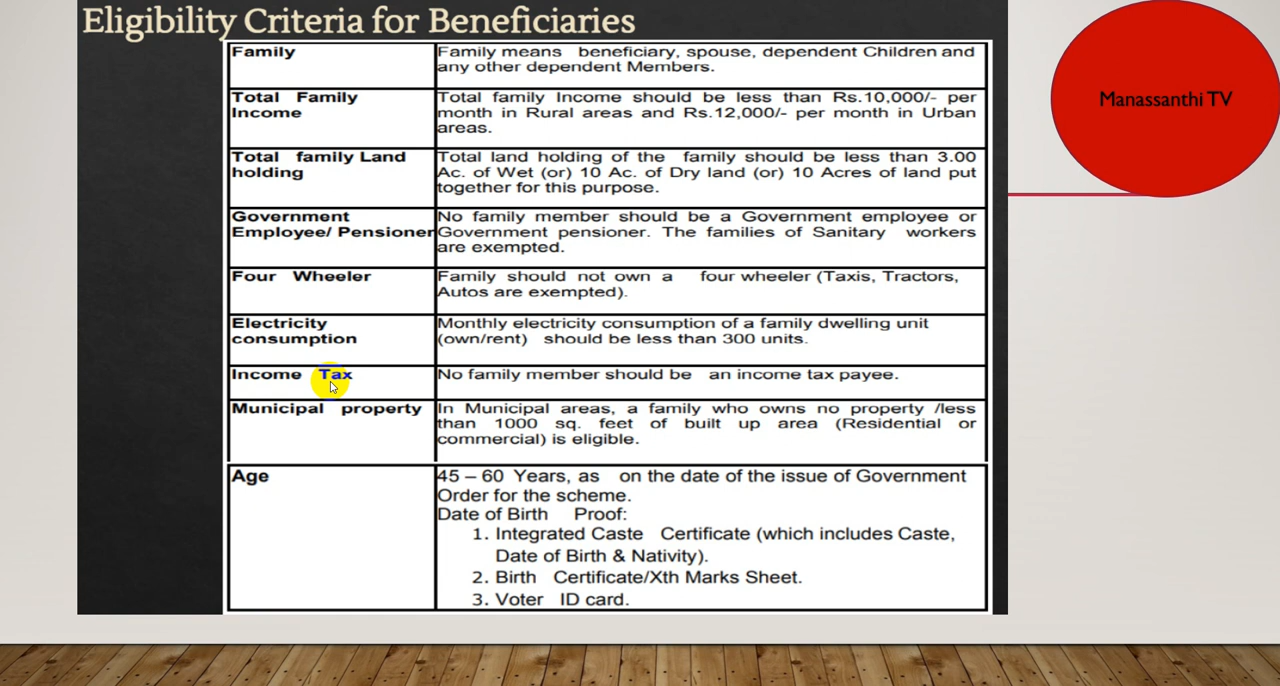 Eligibility Criteria for Beneficiaries
Manassanthi TV
Family
Family means beneficiary, spouse, dependent Children and
any other dependent Members.
Total Family
Income
Total family Income should be less than Rs.10,000/- per
month in Rural areas and Rs.12,000/- per month in Urban
areas.
Total family Land
holding
Total land holding of the family should be less than 3.00
Ac. of Wet (or) 10 Ac. of Dry land (or) 10 Acres of land put
together for this purpose.
Government
Employee/ Pensioner
No family member should be a Government employee or
Government pensioner. The families of Sanitary workers
are exempted.
Four Wheeler
Family should not own a four wheeler (Taxis, Tractors,
Autos are exempted).
Electricity
consumption
Monthly electricity consumption of a family dwelling unit
(own/rent) should be less than 300 units.
Income Tax
No family member should be an income tax payee.
Municipal property
In Municipal areas, a family who owns no property /less
than 1000 sq. feet of built up area (Residential or
commercial) is eligible.
Age
45 – 60 Years, as on the date of the issue of Government
Order for the scheme.
Date of Birth Proof:
1. Integrated Caste Certificate (which includes Caste,
Date of Birth & Nativity).
2. Birth Certificate/Xth Marks Sheet.
3. Voter ID card.